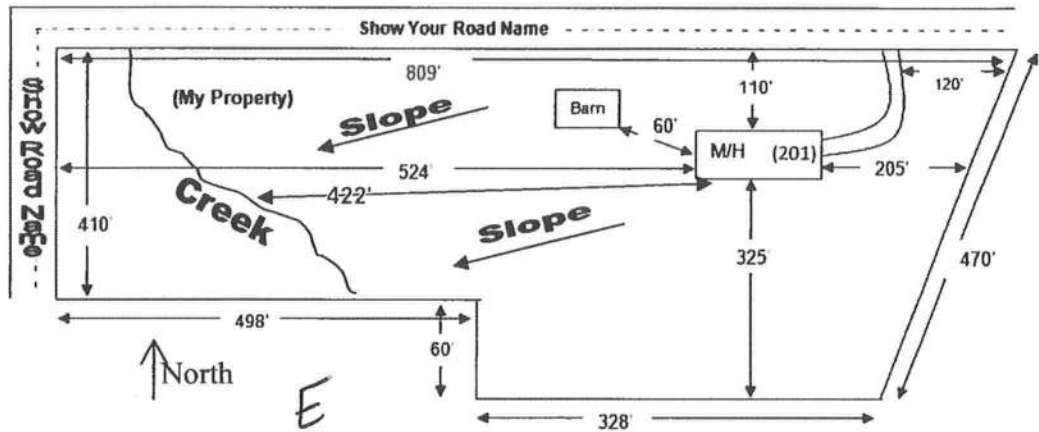 Show Your Road Name
Show Road Name
809'
(My Property)
110'
120'
Barn
Slope
60'
M/H (201)
524'
205'
422'
Creek
410'
Slope
325'
470'
498'
60'
North
E
328'